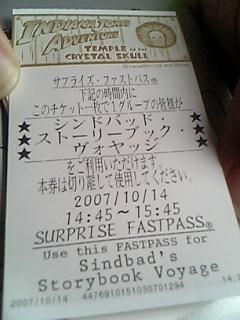 INDIANA JONES
ADVENTURE
TEMPLE OF THE
CRYSTAL SKULL
サプライズ・ファストパス®
下記の時間内に
このチケット一枚で1グループの皆様が
★シンドバッド・★
★ストーリーブック・★
★ヴォヤッジ★
をご利用いただけます。
本券は切り離して使用してください。
2007/10/14
14:45～15:45
SURPRISE FASTPASS®
Use this FASTPASS for
Sindbad's
Storybook Voyage
2007/10/14 4476910151030701294